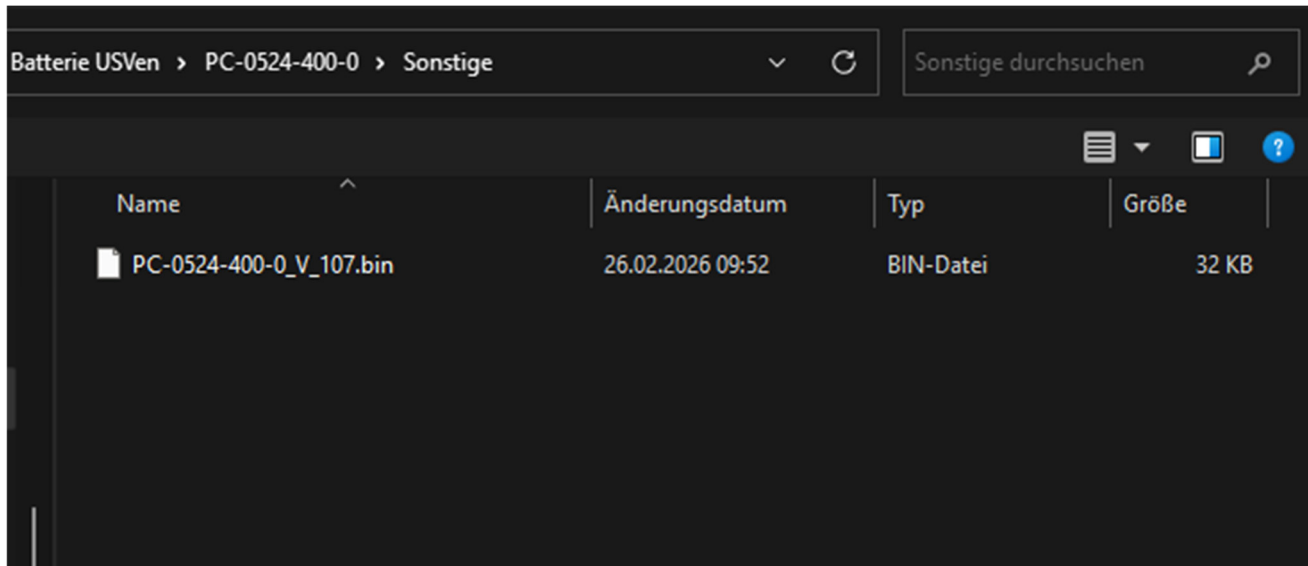 Batterie USVen > PC-0524-400-0 > Sonstige
Sonstige durchsuchen
?
Name Änderungsdatum Typ Größe
PC-0524-400-0_V_107.bin 26.02.2026 09:52 BIN-Datei 32 KB